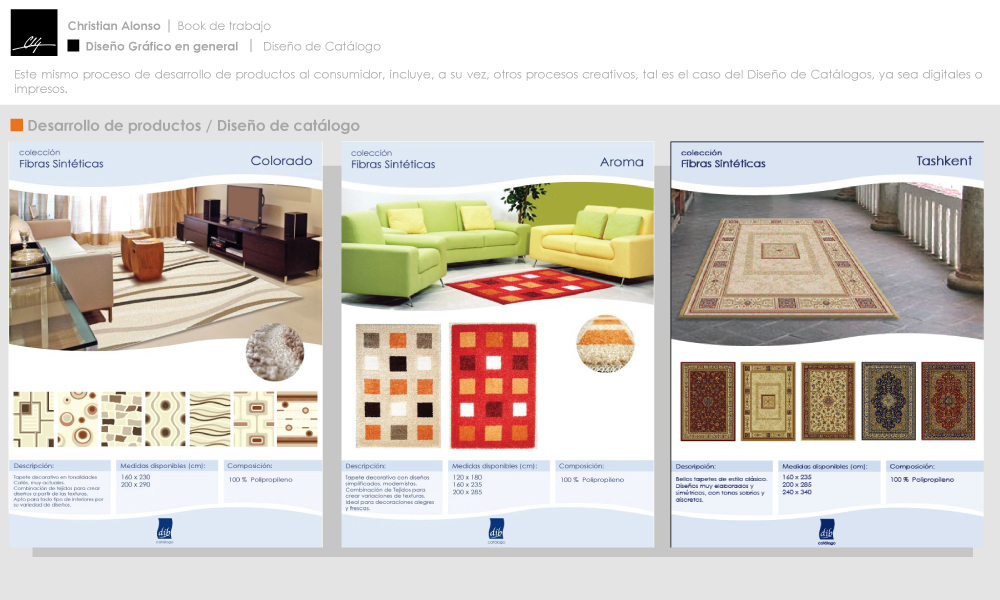 Christian Alonso | Book de trabajo
Diseño Gráfico en general | Diseño de Catálogo
Este mismo proceso de desarrollo de productos al consumidor, incluye, a su vez, otros procesos creativos, tal es el caso del Diseño de Catálogos, ya sea digitales o
impresos.
Desarrollo de productos / Diseño de catálogo
colección
Fibras Sintéticas
Colorado
Descripción:
Tapete decorativo en tonalidades
Cafés, muy actuales.
Combinación de tejidos para crear
diseños a partir de las texturas.
Apto para todo tipo de interiores por
su variedad de diseños.
Medidas disponibles (cm):
160 x 230
200 x 290
Composición:
100 % Polipropileno
dib
catálogo
colección
Fibras Sintéticas
Aroma
Descripción:
Tapete decorativo con diseños
simplificados, modernistas.
Combinación de Tejidos para
crear variaciones de texturas.
Ideal para decoraciones alegres
y frescas.
Medidas disponibles (cm):
120 x 180
160 x 235
200 x 285
Composición:
100 % Polipropileno
dib
catálogo
colección
Fibras Sintéticas
Tashkent
Descripción:
Bellos tapetes de estilo clásico.
Diseños muy elaborados y
simétricos, con tonos sobrios y
discretos.
Medidas disponibles (cm):
160 x 235
200 x 285
240 x 340
Composición:
100 % Polipropileno
dib
catálogo